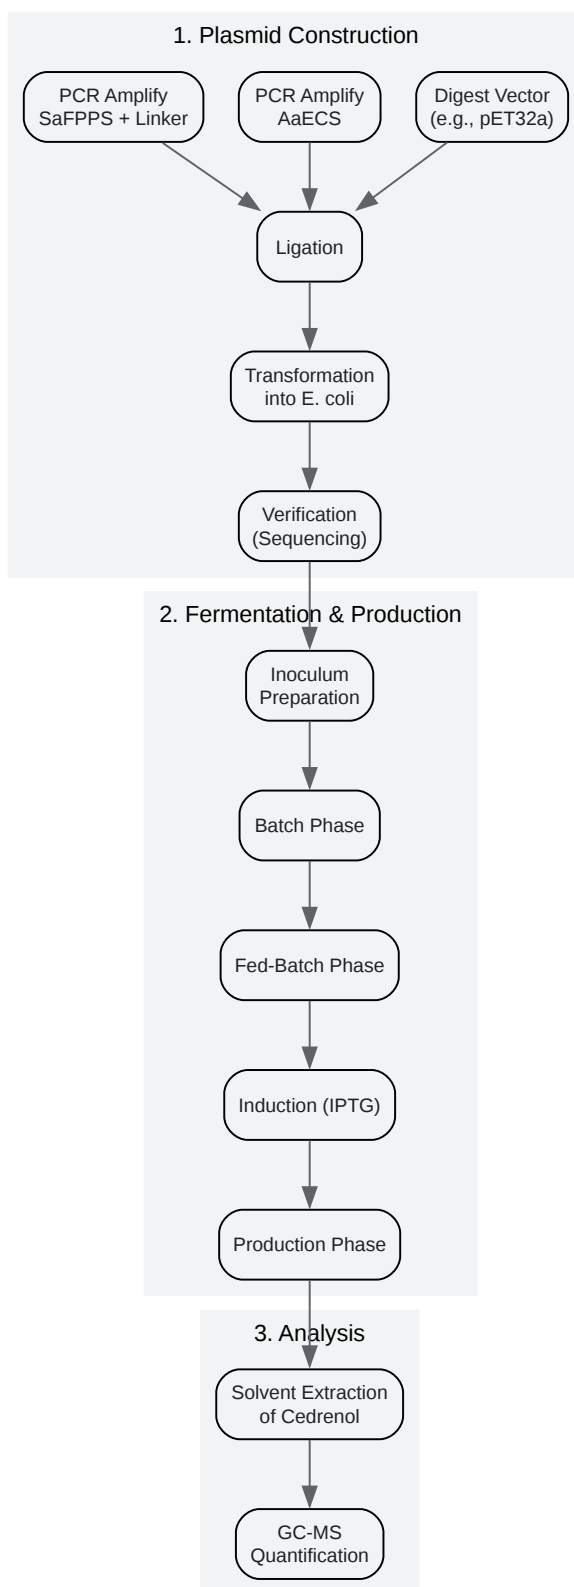 1. Plasmid Construction
PCR Amplify
SaFPPS + Linker
PCR Amplify
AaECS
Digest Vector
(e.g., pET32a)
Ligation
Transformation
into E. coli
Verification
(Sequencing)
2. Fermentation & Production
Inoculum
Preparation
Batch Phase
Fed-Batch Phase
Induction (IPTG)
Production Phase
3. Analysis
Solvent Extraction
of Cedrenol
GC-MS
Quantification